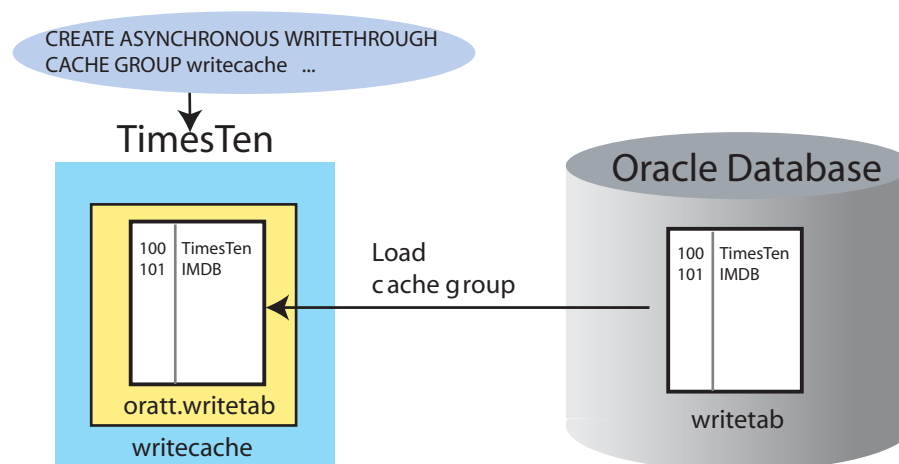 CREATE ASYNCHRONOUS WRITETHROUGH
CACHE GROUP writecache ...
TimesTen
Oracle Database
100 TimesTen
101 IMDB
Load
cache group
100 TimesTen
101 IMDB
oratt.writetab
writetab
writecache